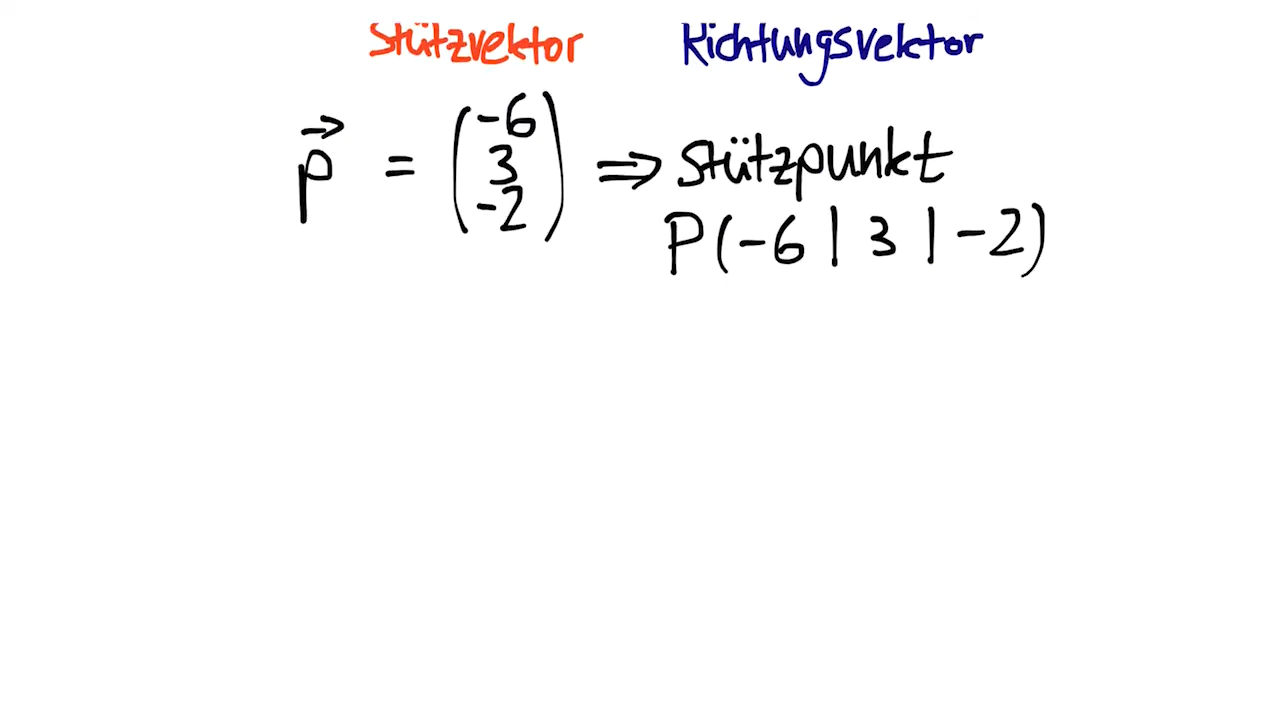 Stützvektor Richtungsvektor
p⃗ = (-6 3 -2) ⇒ Stützpunkt
P(-6 | 3 | -2)